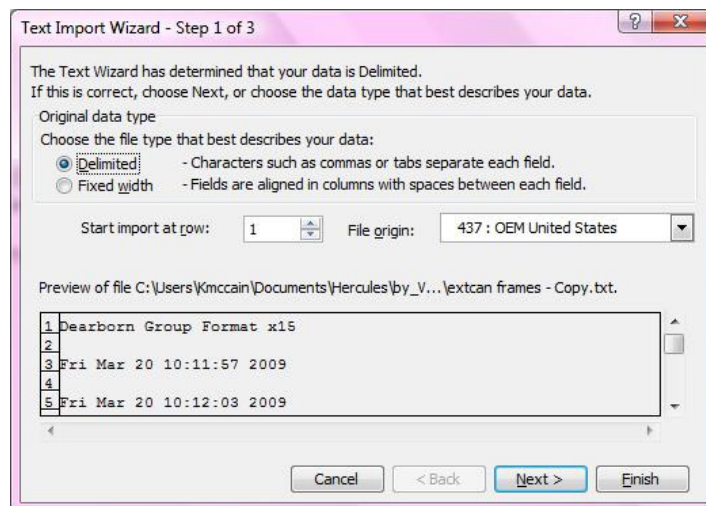 Text Import Wizard - Step 1 of 3
The Text Wizard has determined that your data is Delimited.
If this is correct, choose Next, or choose the data type that best describes your data.
Original data type
Choose the file type that best describes your data:
Delimited - Characters such as commas or tabs separate each field.
Fixed width - Fields are aligned in columns with spaces between each field.
Start import at row: 1 File origin: 437 : OEM United States
Preview of file C:\Users\Kmccain\Documents\Hercules\by_V...\extcan frames - Copy.txt.
1 Dearborn Group Format x15
2
3 Fri Mar 20 10:11:57 2009
4
5 Fri Mar 20 10:12:03 2009
Cancel < Back Next > Finish